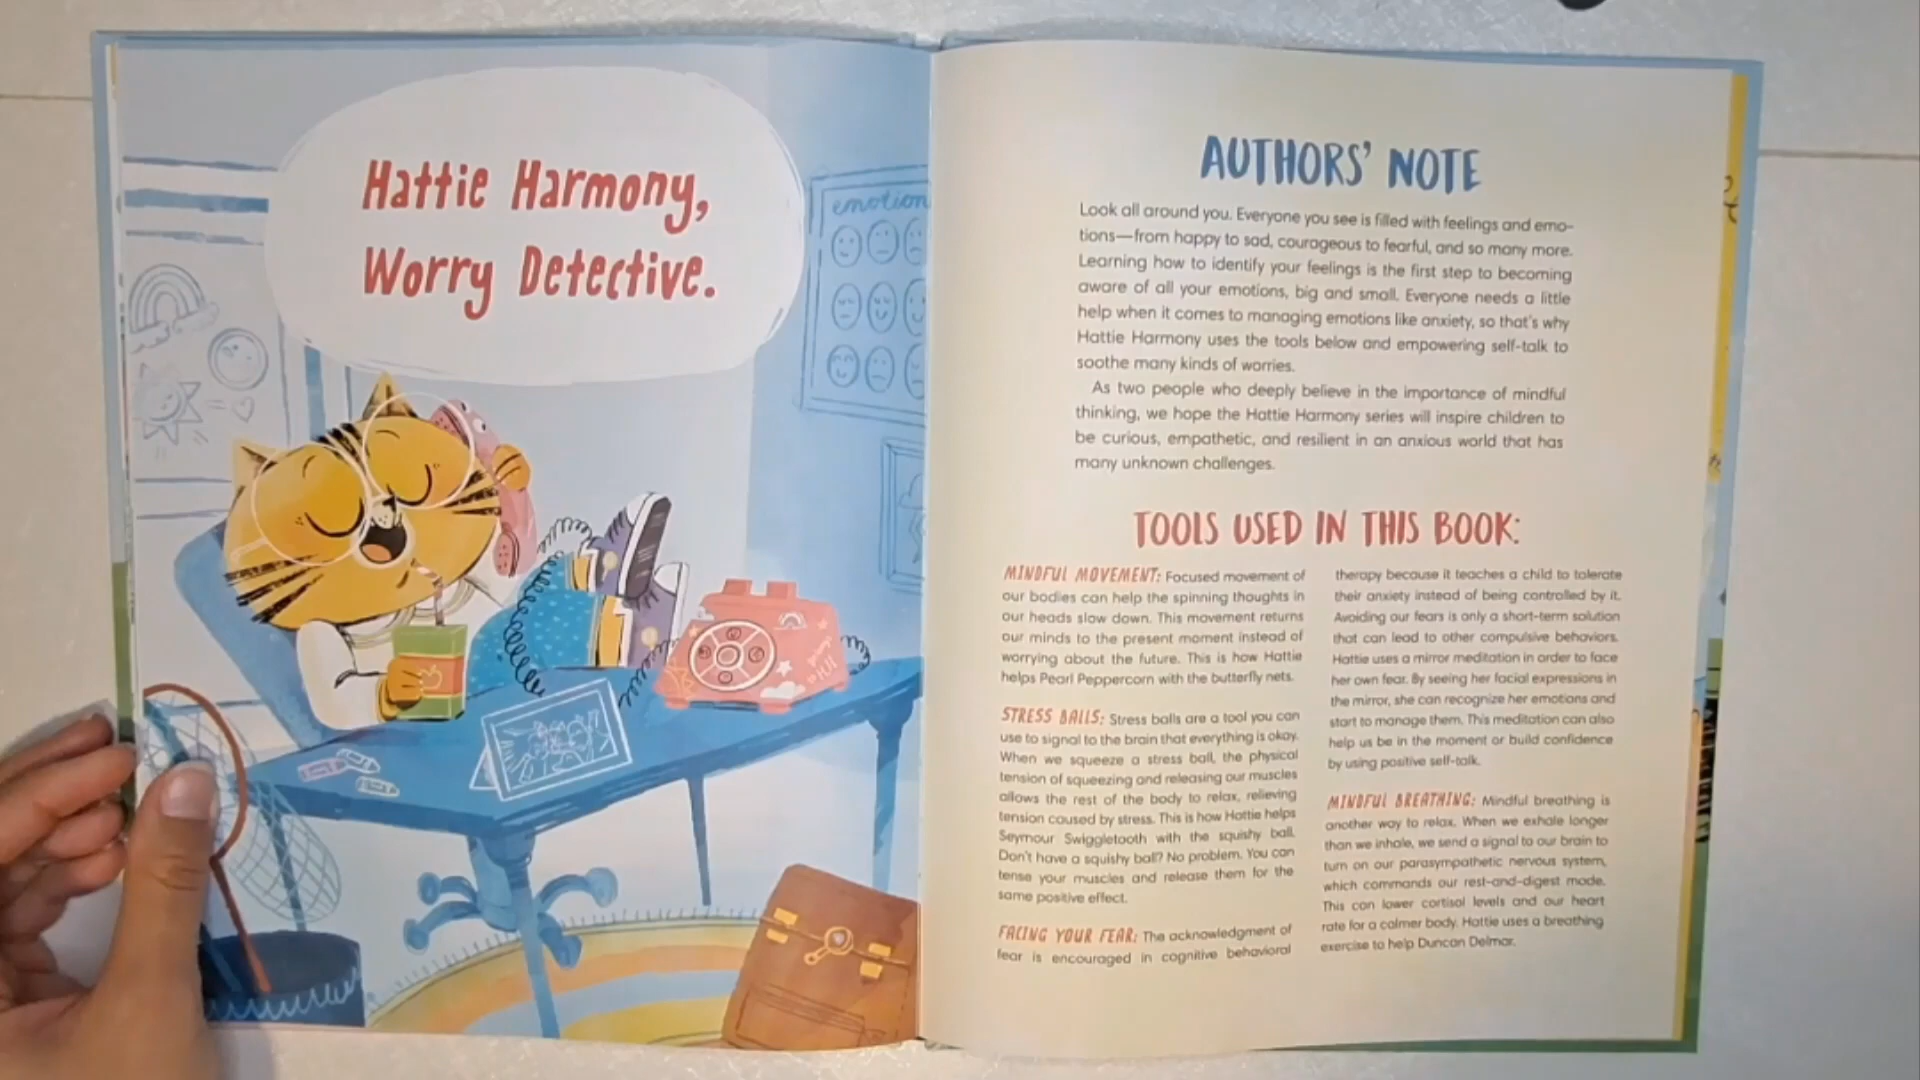 Hattie Harmony,
Worry Detective.
emotion
AUTHORS' NOTE
Look all around you. Everyone you see is filled with feelings and emo-
tions—from happy to sad, courageous to fearful, and so many more.
Learning how to identify your feelings is the first step to becoming
aware of all your emotions, big and small. Everyone needs a little
help when it comes to managing emotions like anxiety, so that's why
Hattie Harmony uses the tools below and empowering self-talk to
soothe many kinds of worries.
As two people who deeply believe in the importance of mindful
thinking, we hope the Hattie Harmony series will inspire children to
be curious, empathetic, and resilient in an anxious world that has
many unknown challenges.
TOOLS USED IN THIS BOOK:
MINDFUL MOVEMENT: Focused movement of
our bodies can help the spinning thoughts in
our heads slow down. This movement returns
our minds to the present moment instead of
worrying about the future. This is how Hattie
helps Pearl Peppercorn with the butterfly nets.
STRESS BALLS: Stress balls are a tool you can
use to signal to the brain that everything is okay.
When we squeeze a stress ball, the physical
tension of squeezing and releasing our muscles
allows the rest of the body to relax, relieving
tension caused by stress. This is how Hattie helps
Seymour Swiggletooth with the squishy ball.
Don't have a squishy ball? No problem. You can
tense your muscles and release them for the
same positive effect.
FACING YOUR FEAR: The acknowledgment of
fear is encouraged in cognitive behavioral
therapy because it teaches a child to tolerate
their anxiety instead of being controlled by it.
Avoiding our fears is only a short-term solution
that can lead to other compulsive behaviors.
Hattie uses a mirror meditation in order to face
her own fear. By seeing her facial expressions in
the mirror, she can recognize her emotions and
start to manage them. This meditation can also
help us be in the moment or build confidence
by using positive self-talk.
MINDFUL BREATHING: Mindful breathing is
another way to relax. When we exhale longer
than we inhale, we send a signal to our brain to
turn on our parasympathetic nervous system,
which commands our rest-and-digest mode.
This can lower cortisol levels and our heart
rate for a calmer body. Hattie uses a breathing
exercise to help Duncan Delmar.